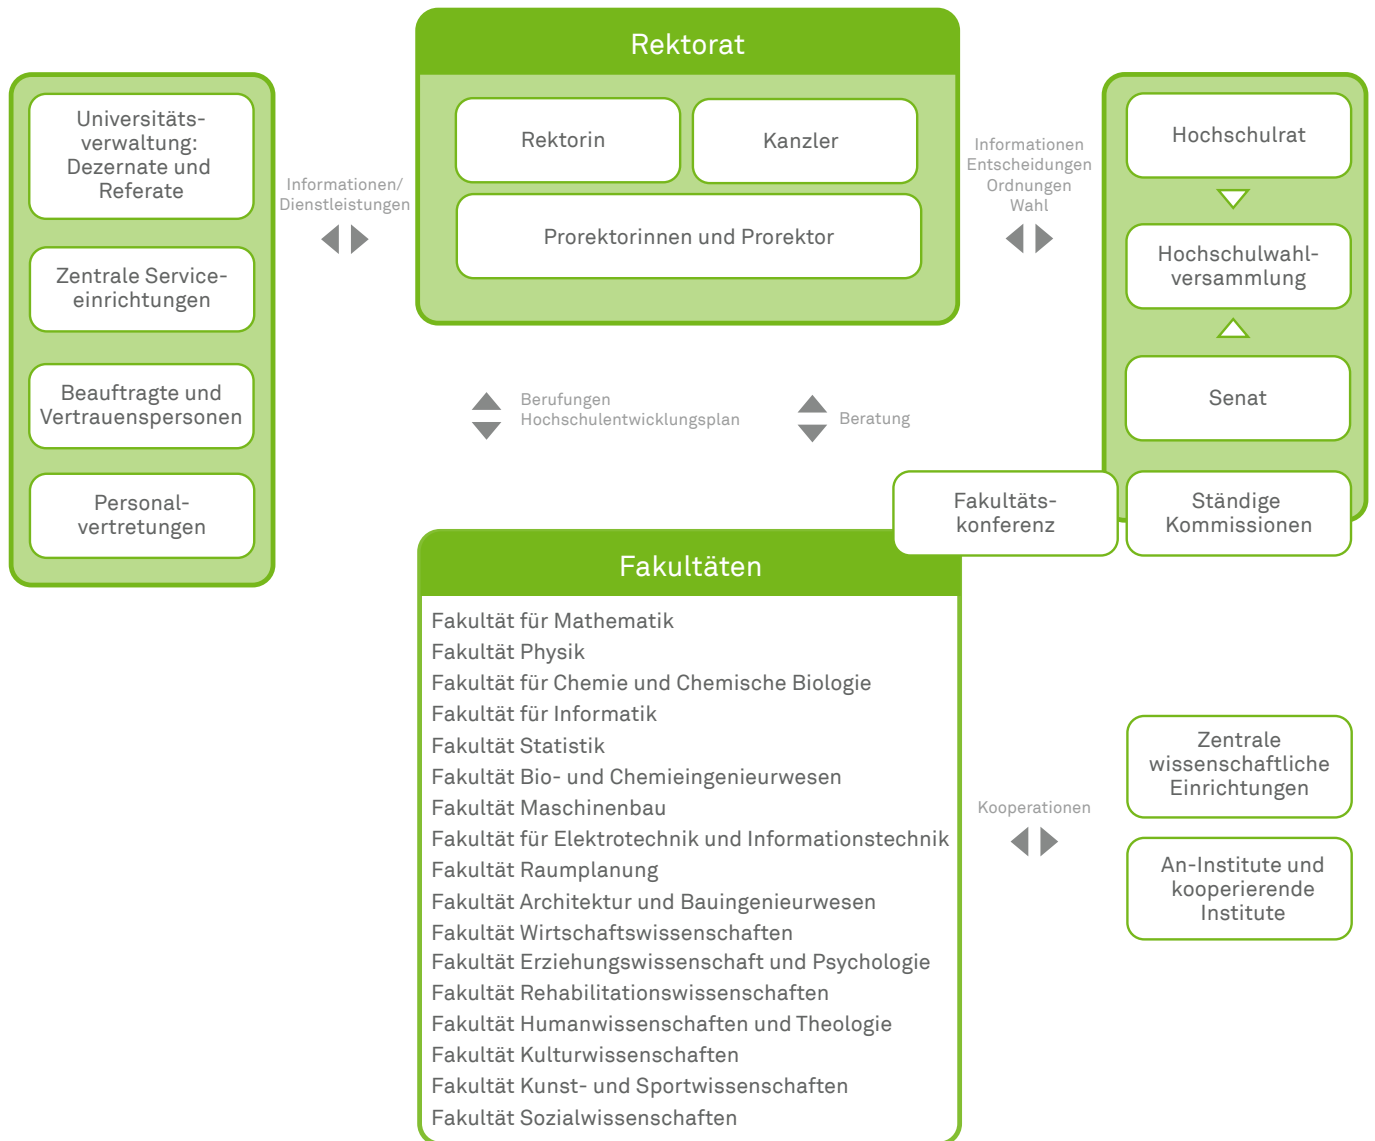 Rektorat
Rektorin
Kanzler
Prorektorinnen und Prorektor
Universitäts-
verwaltung:
Dezernate und
Referate
Zentrale Service-
einrichtungen
Beauftragte und
Vertrauenspersonen
Personal-
vertretungen
Informationen/
Dienstleistungen
Informationen
Entscheidungen
Ordnungen
Wahl
Hochschulrat
Hochschulwahl-
versammlung
Senat
Ständige
Kommissionen
Fakultäts-
konferenz
Berufungen
Hochschulentwicklungsplan
Beratung
Fakultäten
Fakultät für Mathematik
Fakultät Physik
Fakultät für Chemie und Chemische Biologie
Fakultät für Informatik
Fakultät Statistik
Fakultät Bio- und Chemieingenieurwesen
Fakultät Maschinenbau
Fakultät für Elektrotechnik und Informationstechnik
Fakultät Raumplanung
Fakultät Architektur und Bauingenieurwesen
Fakultät Wirtschaftswissenschaften
Fakultät Erziehungswissenschaft und Psychologie
Fakultät Rehabilitationswissenschaften
Fakultät Humanwissenschaften und Theologie
Fakultät Kulturwissenschaften
Fakultät Kunst- und Sportwissenschaften
Fakultät Sozialwissenschaften
Kooperationen
Zentrale
wissenschaftliche
Einrichtungen
An-Institute und
kooperierende
Institute